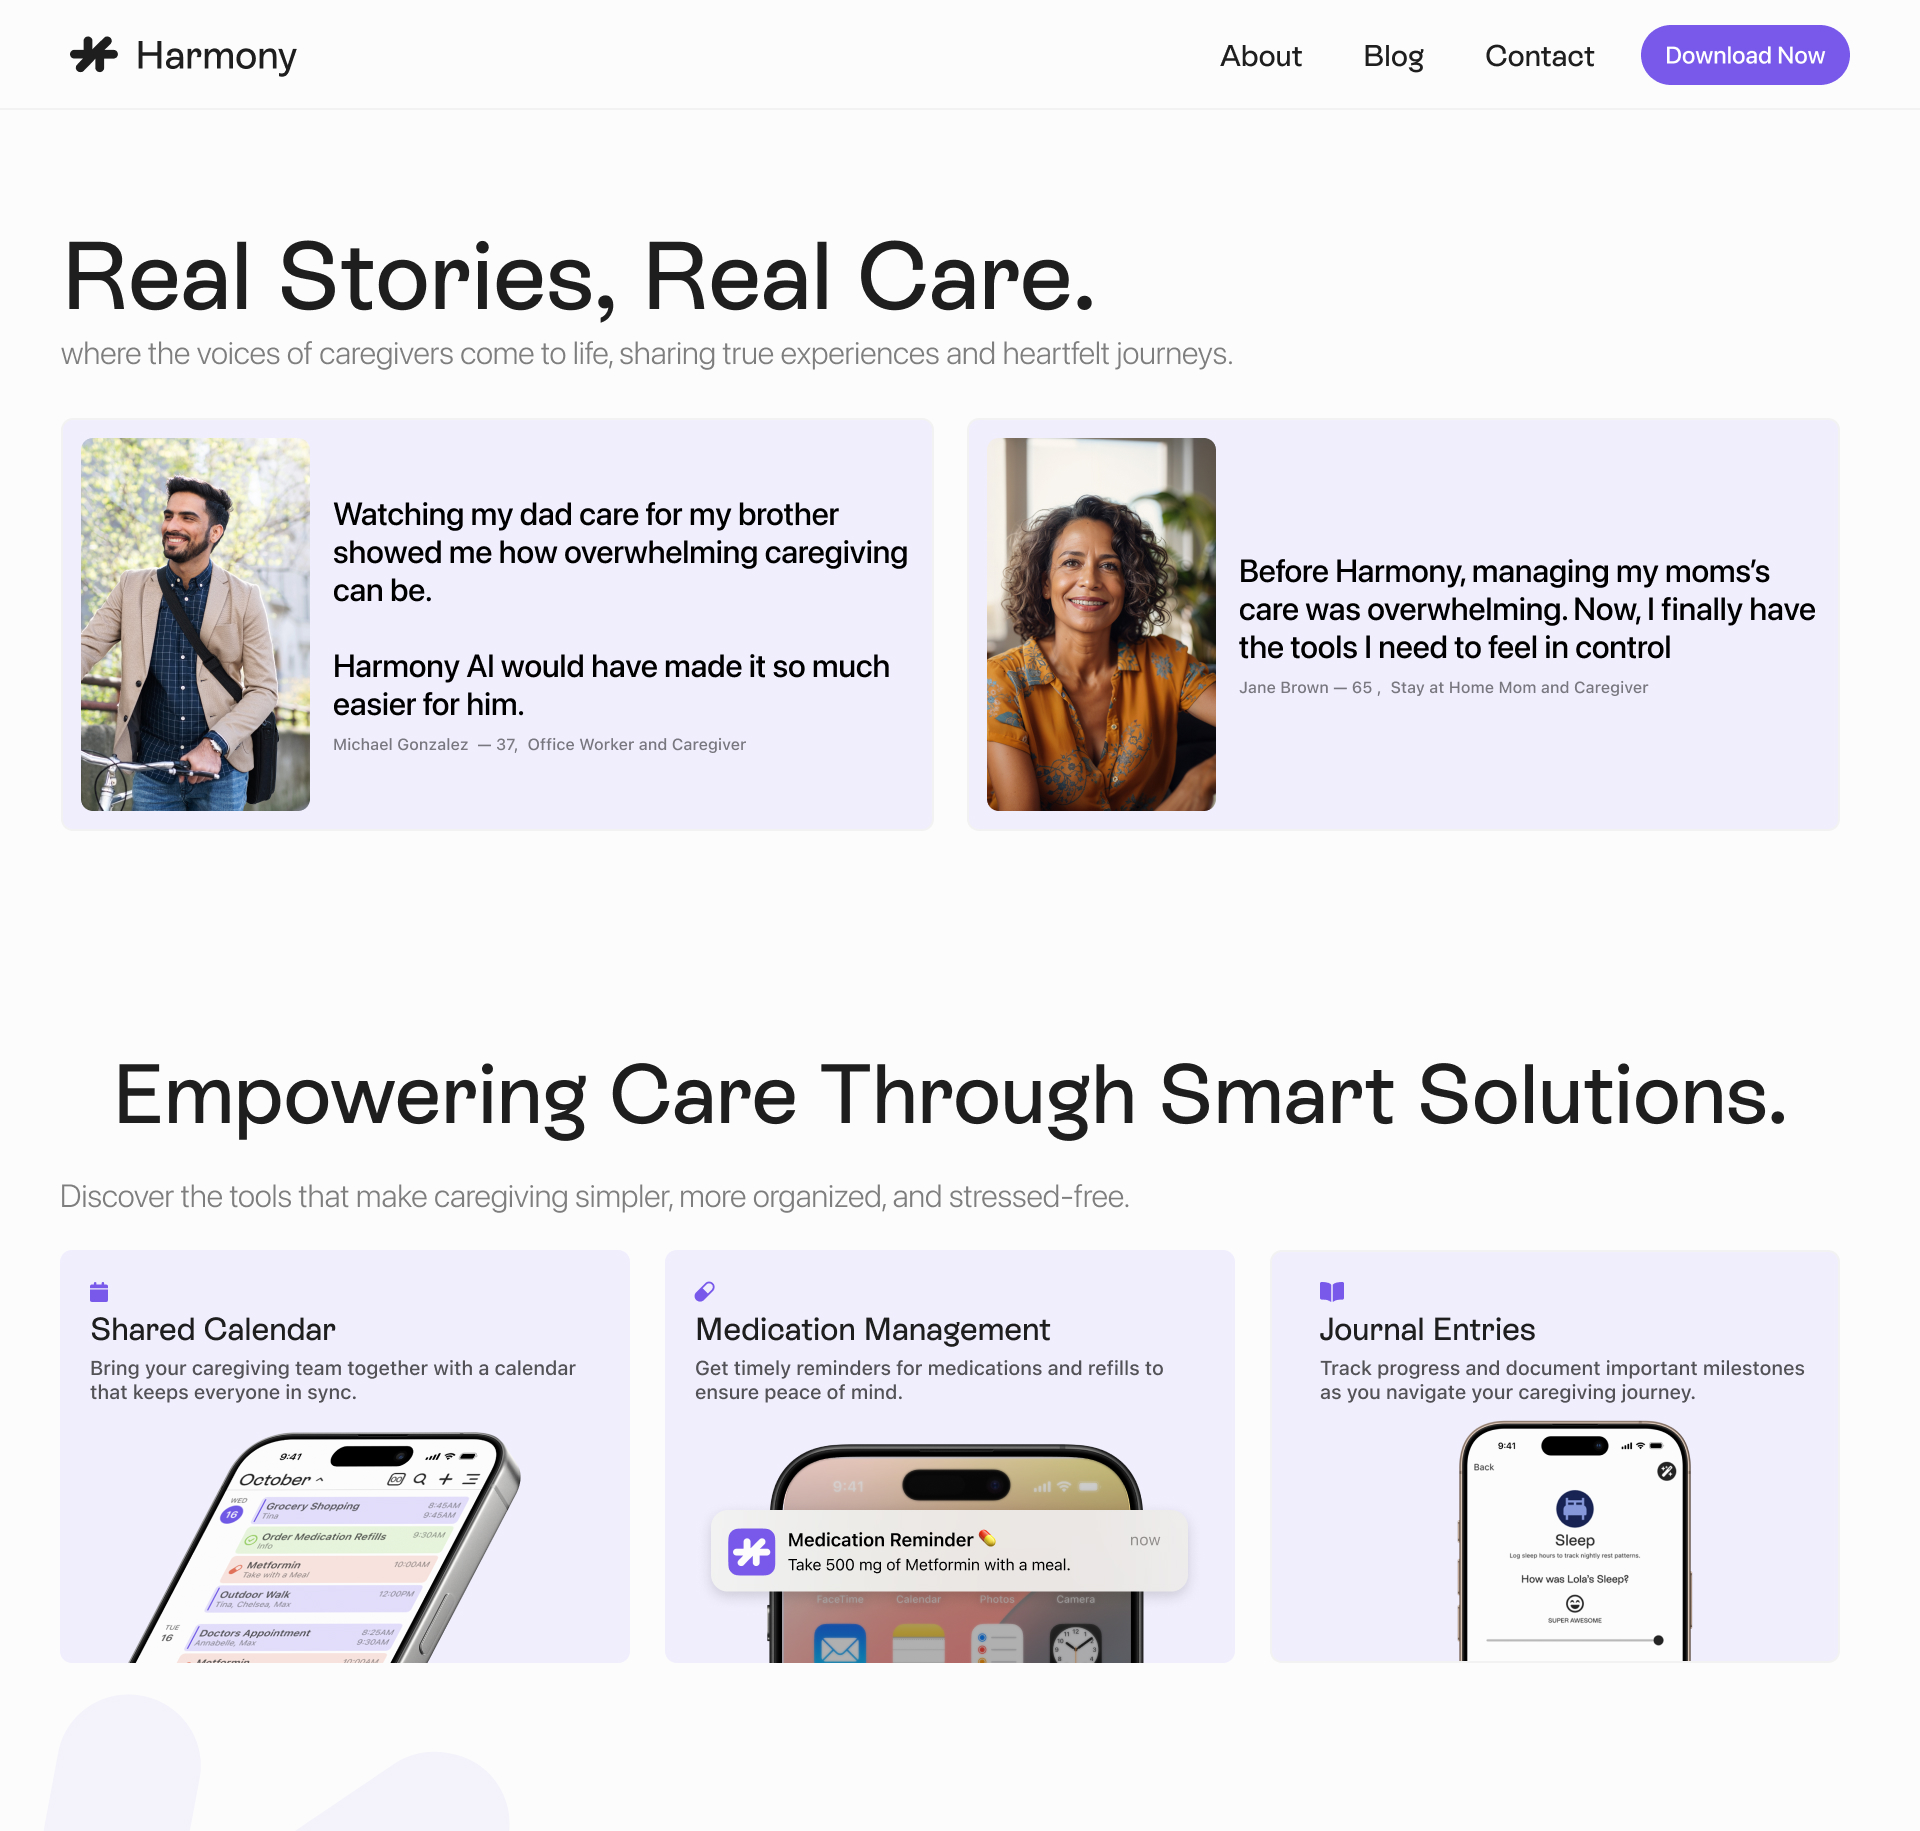 Harmony
About
Blog
Contact
Download Now
Real Stories, Real Care.
where the voices of caregivers come to life, sharing true experiences and heartfelt journeys.
Watching my dad care for my brother
showed me how overwhelming caregiving
can be.
Harmony AI would have made it so much
easier for him.
Michael Gonzalez — 37, Office Worker and Caregiver
Before Harmony, managing my moms’s
care was overwhelming. Now, I finally have
the tools I need to feel in control
Jane Brown — 65 , Stay at Home Mom and Caregiver
Empowering Care Through Smart Solutions.
Discover the tools that make caregiving simpler, more organized, and stressed-free.
Shared Calendar
Bring your caregiving team together with a calendar
that keeps everyone in sync.
9:41
October
WED
16
Grocery Shopping
Tina
8:45AM
9:45AM
Order Medication Refills
Info
9:30AM
Metformin
Take with a Meal
10:00AM
Outdoor Walk
Tina, Chelsea, Max
12:00PM
TUE
16
Doctors Appointment
Annabelle, Max
8:25AM
9:30AM
Metformin
10:00AM
Medication Management
Get timely reminders for medications and refills to
ensure peace of mind.
9:41
Medication Reminder 💊
now
Take 500 mg of Metformin with a meal.
FaceTime
Calendar
Photos
Camera
Journal Entries
Track progress and document important milestones
as you navigate your caregiving journey.
9:41
Back
Sleep
Log sleep hours to track nightly rest patterns.
How was Lola’s Sleep?
SUPER AWESOME